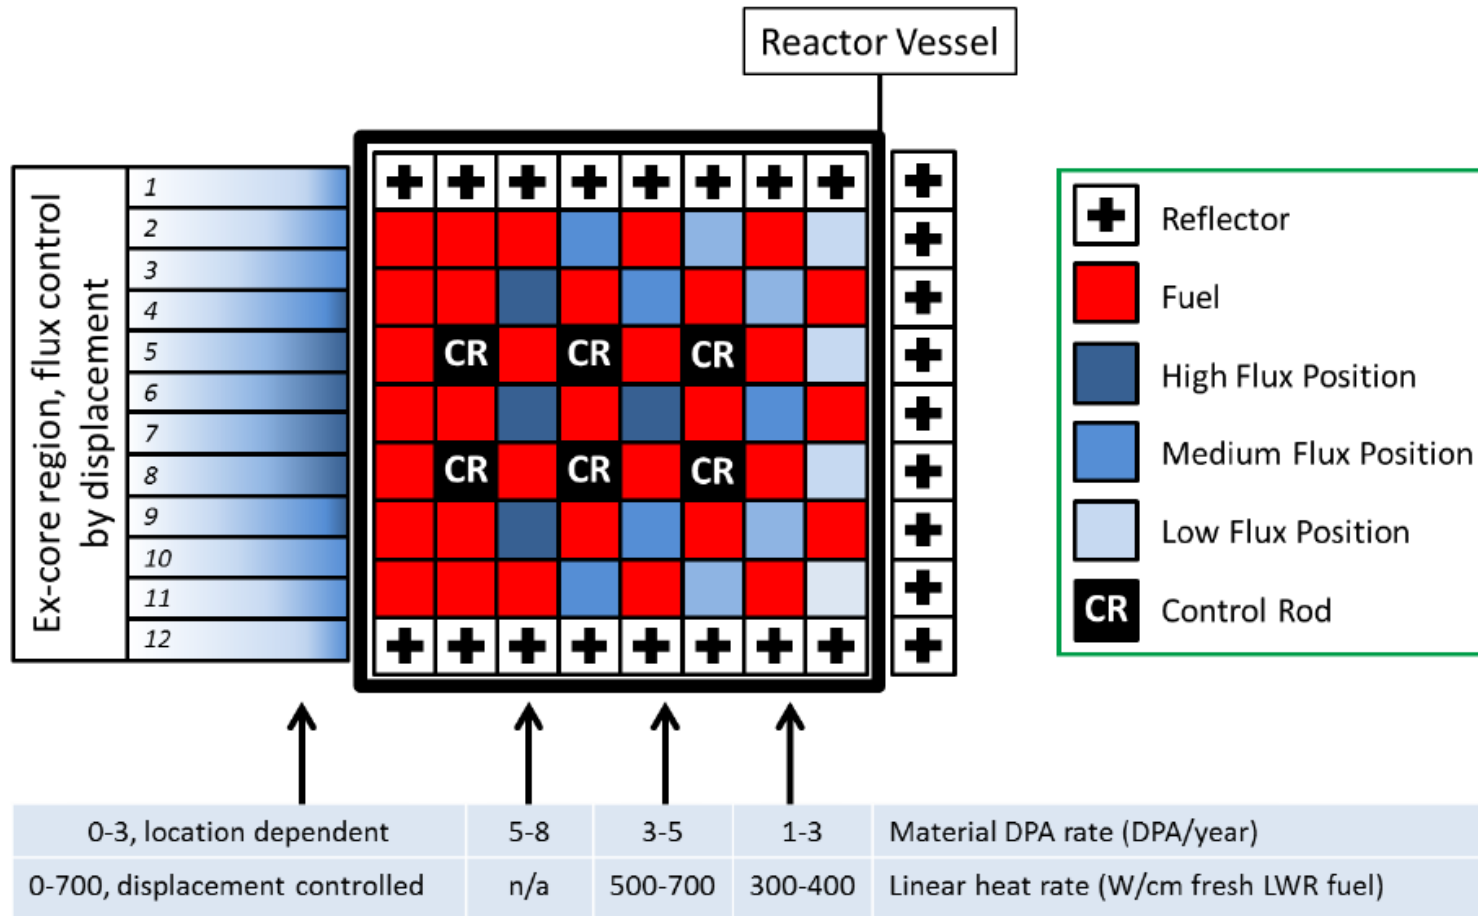 Reactor Vessel
Ex-core region, flux control
by displacement
1
2
3
4
5
6
7
8
9
10
11
12
CR CR CR
CR CR CR
Reflector
Fuel
High Flux Position
Medium Flux Position
Low Flux Position
CR Control Rod
0-3, location dependent 5-8 3-5 1-3 Material DPA rate (DPA/year)
0-700, displacement controlled n/a 500-700 300-400 Linear heat rate (W/cm fresh LWR fuel)